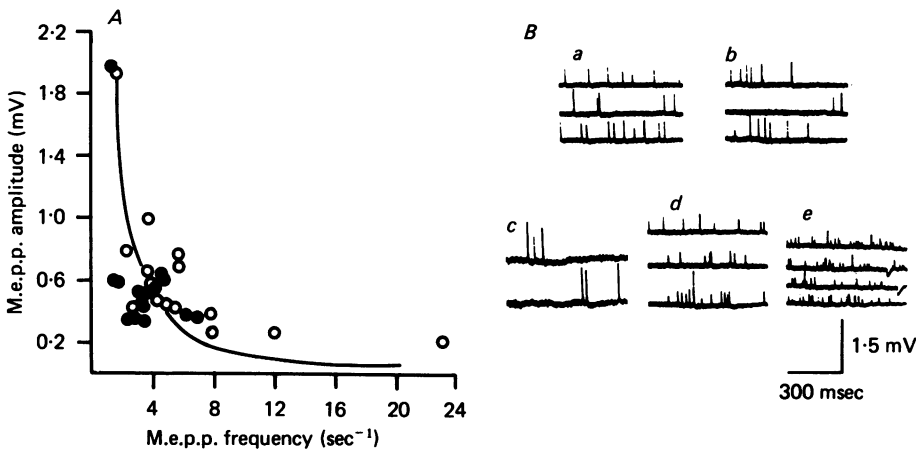 A
M.e.p.p. amplitude (mV)
2·2
1·8
1·4
1·0
0·6
0·2
4
8
12
16
20
24
M.e.p.p. frequency (sec⁻¹)
B
a
b
c
d
e
1·5 mV
300 msec